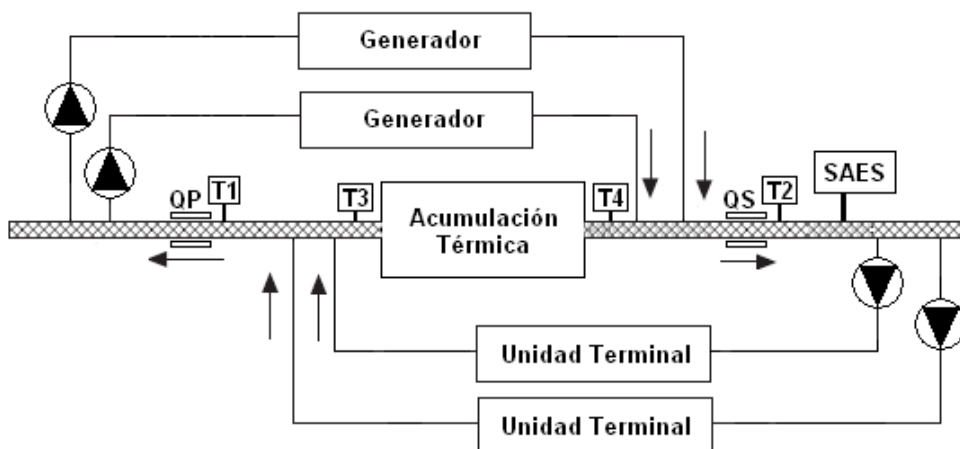 Generador
Generador
SAES
QP
T1
T3
T4
QS
T2
Acumulación
Térmica
Unidad Terminal
Unidad Terminal